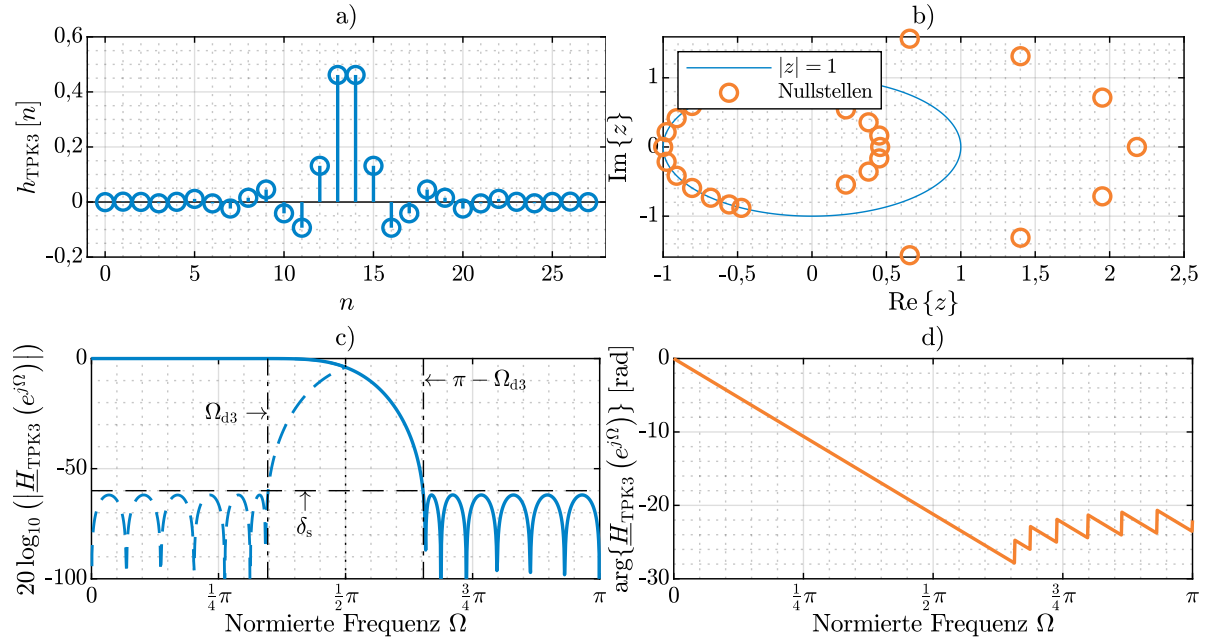 a)
0,6
0,4
0,2
0
-0,2
h_TPK3 [n]
0 5 10 15 20 25
n
b)
|z| = 1
Nullstellen
1
0
-1
Im {z}
-1 -0,5 0 0,5 1 1,5 2 2,5
Re {z}
c)
0
-50
-100
20 log₁₀ (|H_TPK3 (e^{jΩ})|)
Ω_d3 →
← π − Ω_d3
↑
δ_s
0 1/4 π 1/2 π 3/4 π π
Normierte Frequenz Ω
d)
0
-10
-20
-30
arg{H_TPK3 (e^{jΩ})} [rad]
0 1/4 π 1/2 π 3/4 π π
Normierte Frequenz Ω